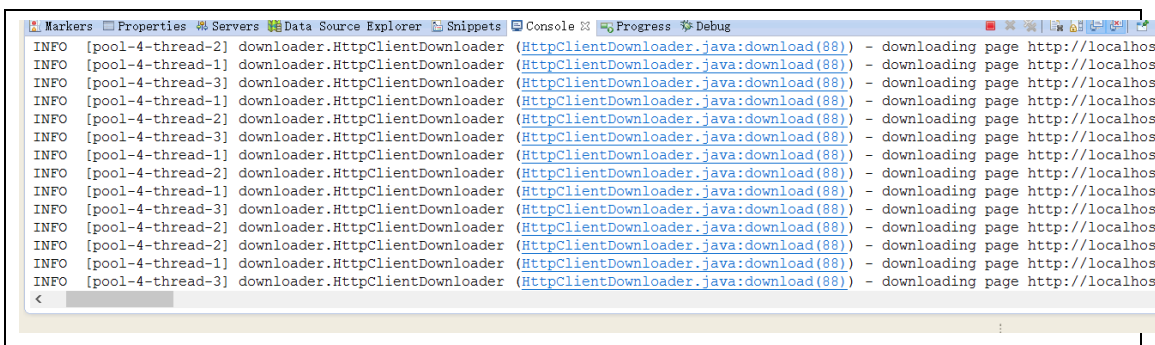 Markers Properties Servers Data Source Explorer Snippets Console Progress Debug
INFO [pool-4-thread-2] downloader.HttpClientDownloader (HttpClientDownloader.java:download(88)) - downloading page http://localhos
INFO [pool-4-thread-1] downloader.HttpClientDownloader (HttpClientDownloader.java:download(88)) - downloading page http://localhos
INFO [pool-4-thread-3] downloader.HttpClientDownloader (HttpClientDownloader.java:download(88)) - downloading page http://localhos
INFO [pool-4-thread-1] downloader.HttpClientDownloader (HttpClientDownloader.java:download(88)) - downloading page http://localhos
INFO [pool-4-thread-2] downloader.HttpClientDownloader (HttpClientDownloader.java:download(88)) - downloading page http://localhos
INFO [pool-4-thread-3] downloader.HttpClientDownloader (HttpClientDownloader.java:download(88)) - downloading page http://localhos
INFO [pool-4-thread-1] downloader.HttpClientDownloader (HttpClientDownloader.java:download(88)) - downloading page http://localhos
INFO [pool-4-thread-2] downloader.HttpClientDownloader (HttpClientDownloader.java:download(88)) - downloading page http://localhos
INFO [pool-4-thread-1] downloader.HttpClientDownloader (HttpClientDownloader.java:download(88)) - downloading page http://localhos
INFO [pool-4-thread-3] downloader.HttpClientDownloader (HttpClientDownloader.java:download(88)) - downloading page http://localhos
INFO [pool-4-thread-2] downloader.HttpClientDownloader (HttpClientDownloader.java:download(88)) - downloading page http://localhos
INFO [pool-4-thread-2] downloader.HttpClientDownloader (HttpClientDownloader.java:download(88)) - downloading page http://localhos
INFO [pool-4-thread-1] downloader.HttpClientDownloader (HttpClientDownloader.java:download(88)) - downloading page http://localhos
INFO [pool-4-thread-3] downloader.HttpClientDownloader (HttpClientDownloader.java:download(88)) - downloading page http://localhos